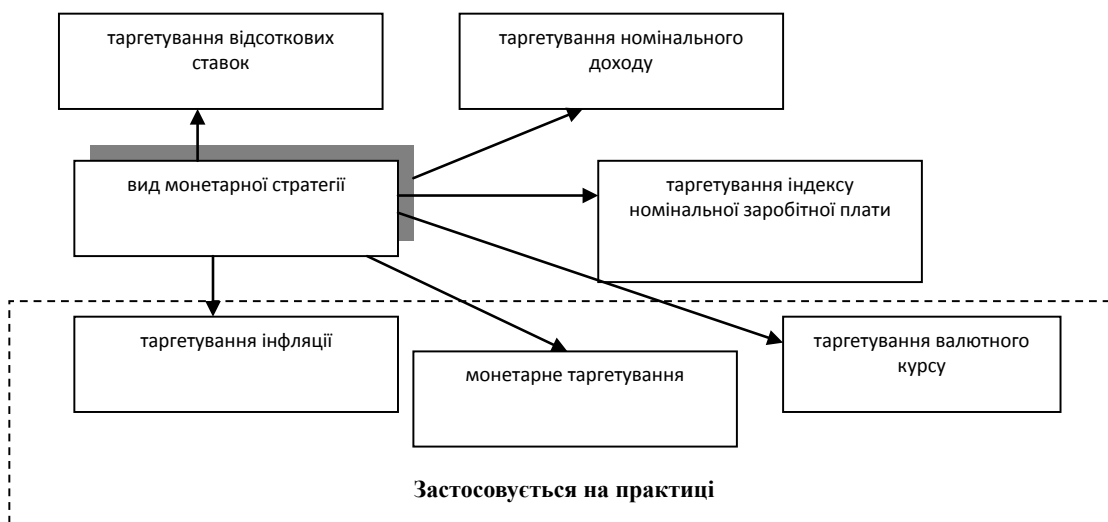 таргетування відсоткових
ставок
таргетування номінального
доходу
вид монетарної стратегії
таргетування індексу
номінальної заробітної плати
таргетування інфляції
монетарне таргетування
таргетування валютного
курсу
Застосовується на практиці